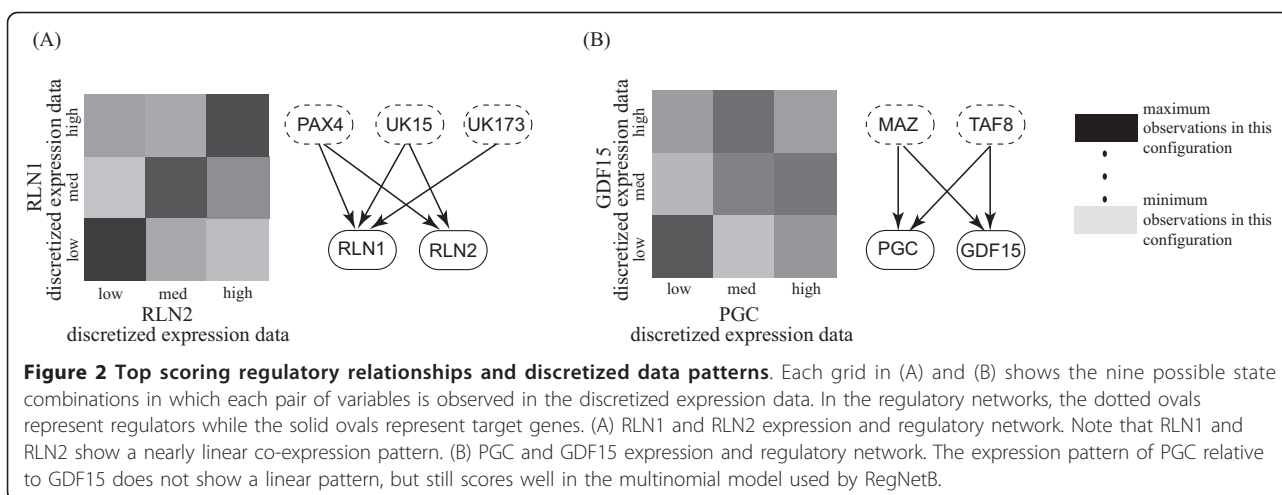 (A)
RLN1
discretized expression data
high
med
low
low med high
RLN2
discretized expression data
PAX4 UK15 UK173
RLN1 RLN2
(B)
GDF15
discretized expression data
high
med
low
low med high
PGC
discretized expression data
MAZ TAF8
PGC GDF15
maximum
observations in this
configuration
minimum
observations in this
configuration
Figure 2 Top scoring regulatory relationships and discretized data patterns. Each grid in (A) and (B) shows the nine possible state
combinations in which each pair of variables is observed in the discretized expression data. In the regulatory networks, the dotted ovals
represent regulators while the solid ovals represent target genes. (A) RLN1 and RLN2 expression and regulatory network. Note that RLN1 and
RLN2 show a nearly linear co-expression pattern. (B) PGC and GDF15 expression and regulatory network. The expression pattern of PGC relative
to GDF15 does not show a linear pattern, but still scores well in the multinomial model used by RegNetB.